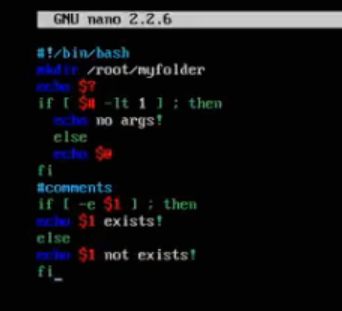 GNU nano 2.2.6
#!/bin/bash
mkdir /root/myfolder
echo $?
if [ $# -lt 1 ] ; then
echo no args!
else
echo $@
fi
#comments
if [ -e $1 ] ; then
echo $1 exists!
else
echo $1 not exists!
fi_